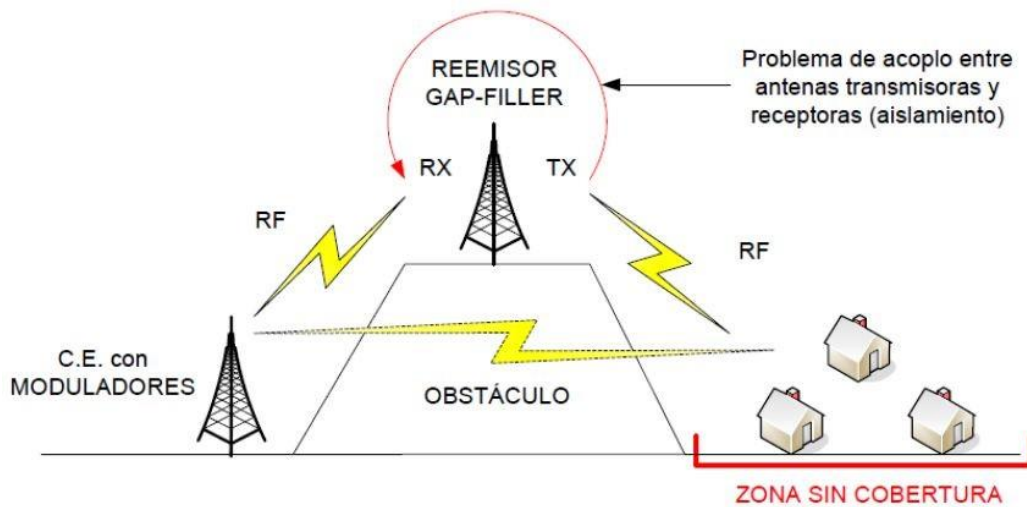 REEMISOR
GAP-FILLER
Problema de acoplo entre
antenas transmisoras y
receptoras (aislamiento)
RX
TX
RF
RF
C.E. con
MODULADORES
OBSTÁCULO
ZONA SIN COBERTURA